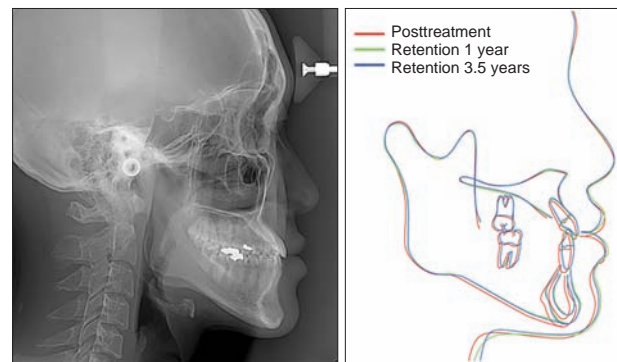 Posttreatment
Retention 1 year
Retention 3.5 years